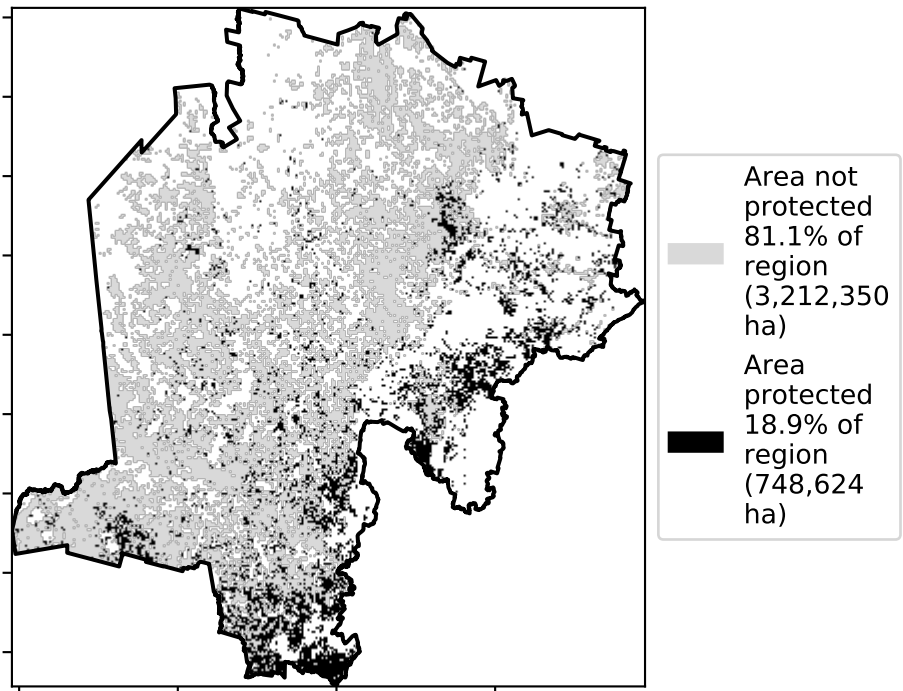 Area not
protected
81.1% of
region
(3,212,350
ha)
Area
protected
18.9% of
region
(748,624
ha)